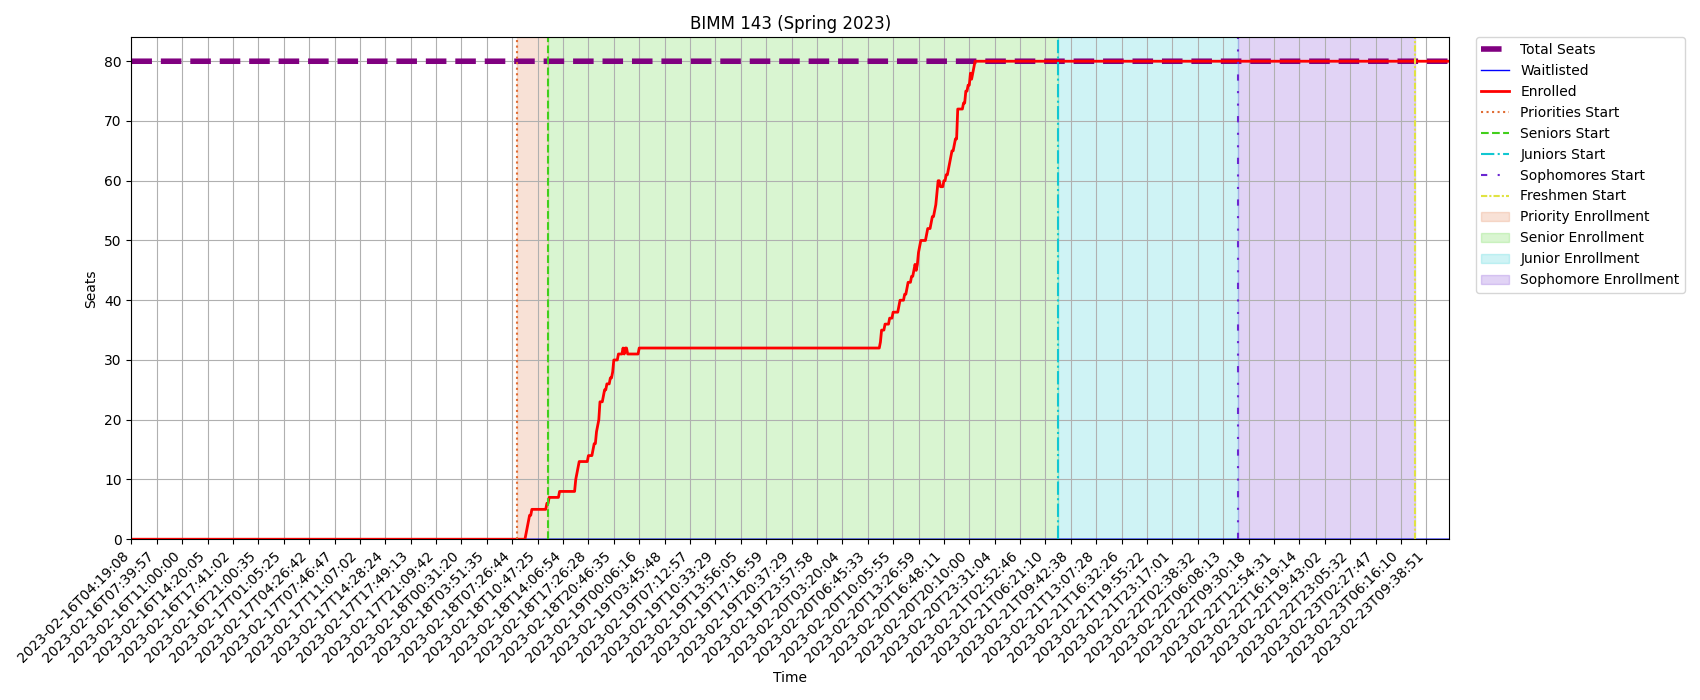 BIMM 143 (Spring 2023)
Seats
80
70
60
50
40
30
20
10
0
2023-02-16T04:19:08
2023-02-16T07:39:57
2023-02-16T11:00:00
2023-02-16T14:20:05
2023-02-16T17:41:02
2023-02-16T21:00:35
2023-02-17T01:05:25
2023-02-17T04:26:42
2023-02-17T07:46:47
2023-02-17T11:07:02
2023-02-17T14:28:24
2023-02-17T17:49:13
2023-02-17T21:09:42
2023-02-18T00:31:20
2023-02-18T03:51:35
2023-02-18T07:26:44
2023-02-18T10:47:25
2023-02-18T14:06:54
2023-02-18T17:26:28
2023-02-18T20:46:35
2023-02-19T00:06:16
2023-02-19T03:45:48
2023-02-19T07:12:57
2023-02-19T10:33:29
2023-02-19T13:56:05
2023-02-19T17:16:59
2023-02-19T20:37:29
2023-02-19T23:57:58
2023-02-20T03:20:04
2023-02-20T06:45:33
2023-02-20T10:05:55
2023-02-20T13:26:59
2023-02-20T16:48:11
2023-02-20T20:10:00
2023-02-20T23:31:04
2023-02-21T02:52:46
2023-02-21T06:21:10
2023-02-21T09:42:38
2023-02-21T13:07:28
2023-02-21T16:32:26
2023-02-21T19:55:22
2023-02-21T23:17:01
2023-02-22T02:38:32
2023-02-22T06:08:13
2023-02-22T09:30:18
2023-02-22T12:54:31
2023-02-22T16:19:14
2023-02-22T19:43:02
2023-02-22T23:05:32
2023-02-23T02:27:47
2023-02-23T06:16:10
2023-02-23T09:38:51
Time
Total Seats
Waitlisted
Enrolled
Priorities Start
Seniors Start
Juniors Start
Sophomores Start
Freshmen Start
Priority Enrollment
Senior Enrollment
Junior Enrollment
Sophomore Enrollment